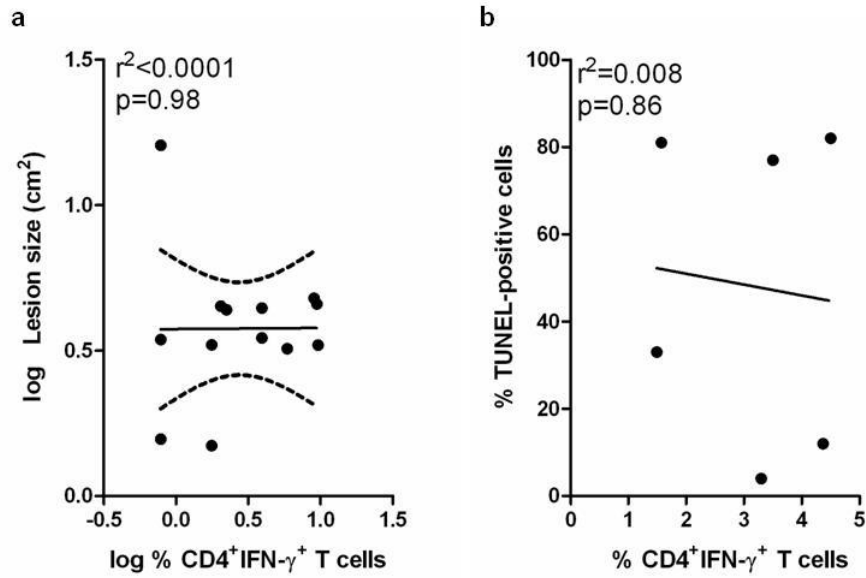 a
r²<0.0001
p=0.98
log Lesion size (cm²)
1.5
1.0
0.5
0.0
-0.5 0.0 0.5 1.0 1.5
log % CD4⁺IFN-γ⁺ T cells
b
r²=0.008
p=0.86
% TUNEL-positive cells
100
80
60
40
20
0
0 1 2 3 4 5
% CD4⁺IFN-γ⁺ T cells